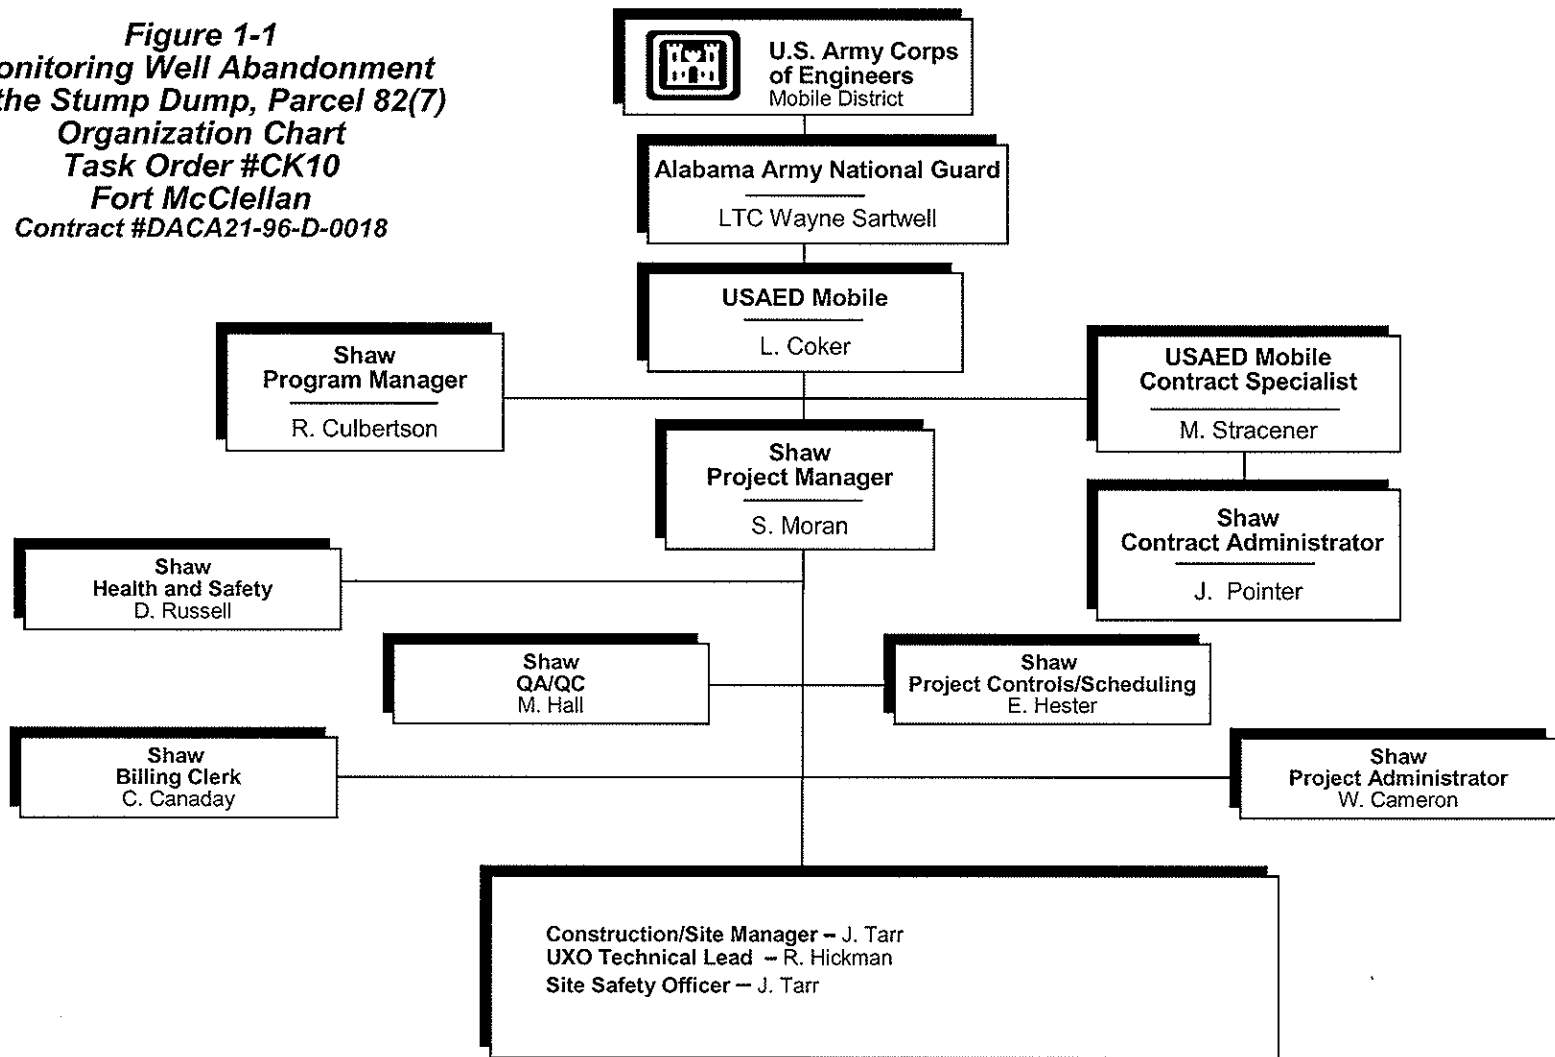 Figure 1-1
onitoring Well Abandonment
the Stump Dump, Parcel 82(7)
Organization Chart
Task Order #CK10
Fort McClellan
Contract #DACA21-96-D-0018
U.S. Army Corps
of Engineers
Mobile District
Alabama Army National Guard
LTC Wayne Sartwell
USAED Mobile
L. Coker
Shaw
Program Manager
R. Culbertson
USAED Mobile
Contract Specialist
M. Stracener
Shaw
Project Manager
S. Moran
Shaw
Contract Administrator
J. Pointer
Shaw
Health and Safety
D. Russell
Shaw
QA/QC
M. Hall
Shaw
Project Controls/Scheduling
E. Hester
Shaw
Billing Clerk
C. Canaday
Shaw
Project Administrator
W. Cameron
Construction/Site Manager – J. Tarr
UXO Technical Lead – R. Hickman
Site Safety Officer – J. Tarr